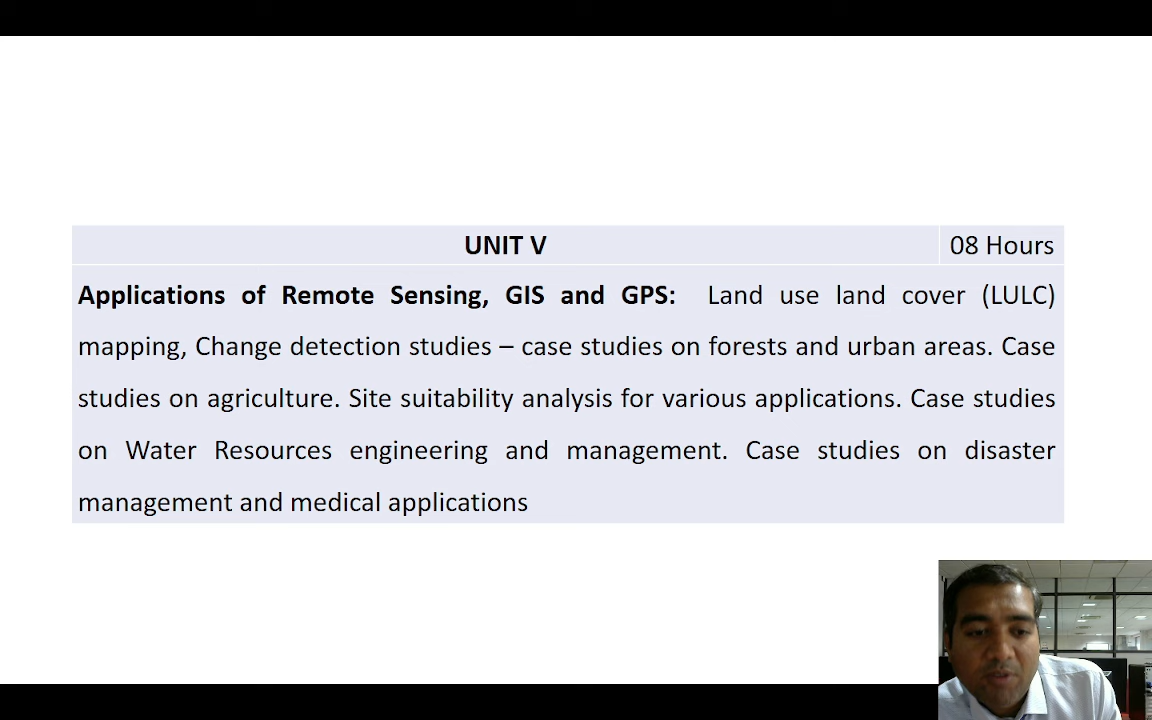 UNIT V 08 Hours
Applications of Remote Sensing, GIS and GPS: Land use land cover (LULC)
mapping, Change detection studies – case studies on forests and urban areas. Case
studies on agriculture. Site suitability analysis for various applications. Case studies
on Water Resources engineering and management. Case studies on disaster
management and medical applications